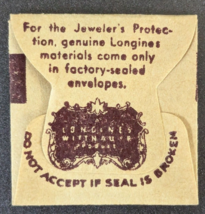 For the Jeweler's Protec-
tion, genuine Longines
materials come only
in factory-sealed
envelopes.
LONGINES
WITTNAUER
PRODUCT
DO NOT ACCEPT IF SEAL IS BROKEN